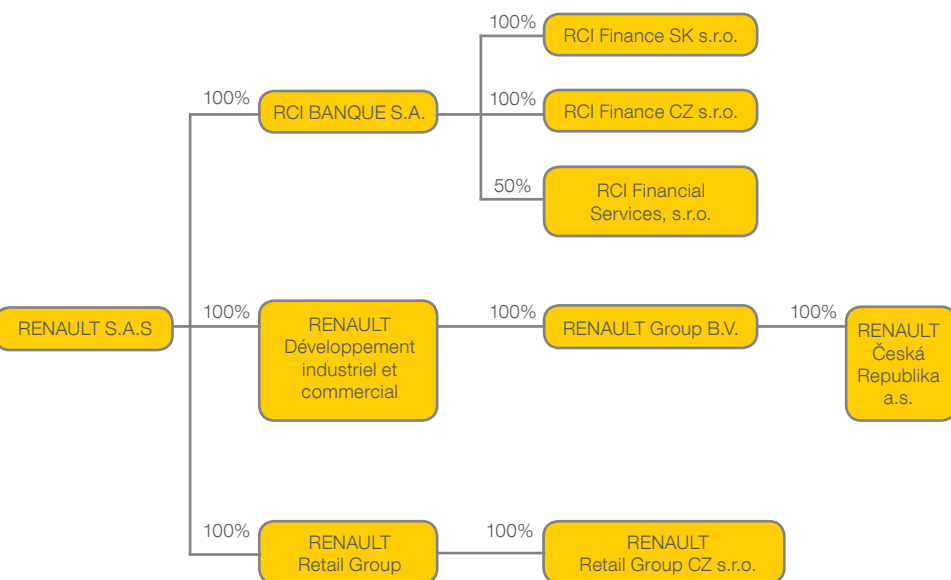 100%
RCI Finance SK s.r.o.
100%
RCI BANQUE S.A.
100%
RCI Finance CZ s.r.o.
50%
RCI Financial
Services, s.r.o.
RENAULT S.A.S
100%
RENAULT
Développement
industriel et
commercial
100%
RENAULT Group B.V.
100%
RENAULT
Česká
Republika
a.s.
100%
RENAULT
Retail Group
100%
RENAULT
Retail Group CZ s.r.o.